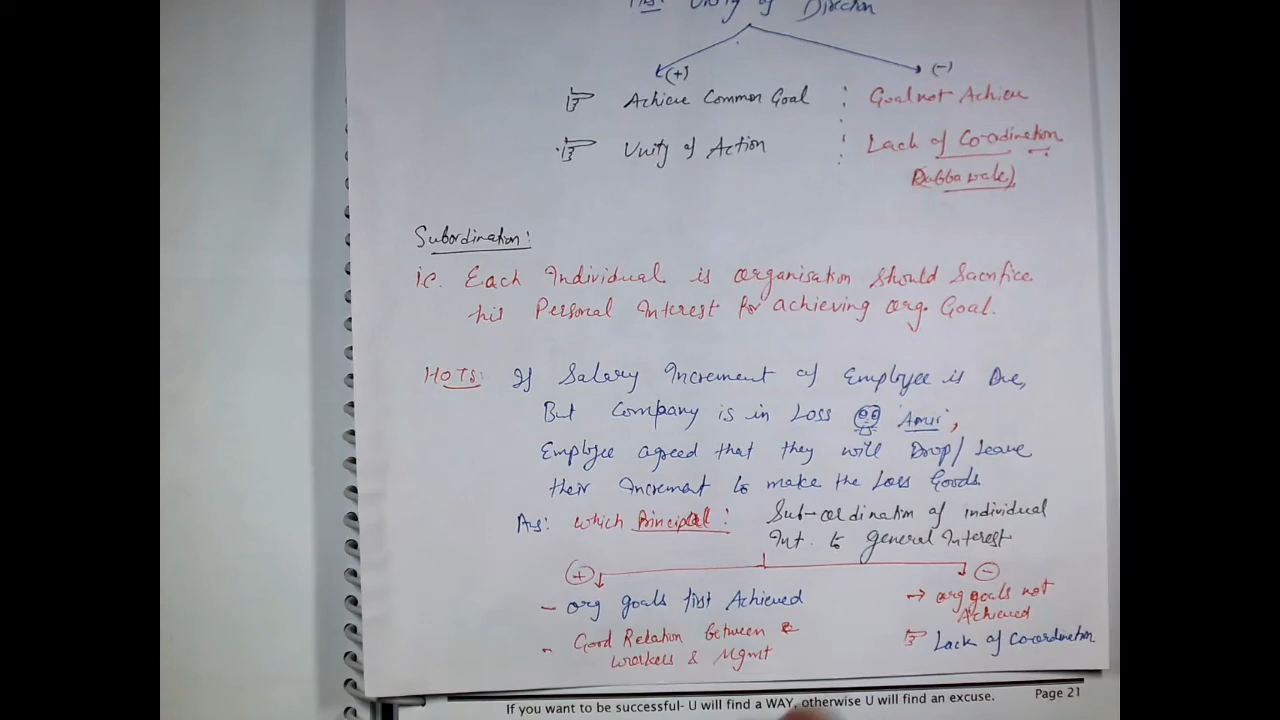 Ans: Unity of Direction
(+) (-)
Achieve Common Goal : Goal not Achieve
Unity of Action : Lack of Co-odination
Dabbawale)
Subordination:
i.e. Each Individual is organisation should Sacrifice
his Personal Interest for achieving org. Goal.
HOTS: If Salary Increment of Employee is Due,
But Company is in Loss 'Amir',
Employee agreed that they will Drop/Leave
their Increment to make the Loss Goods.
Ans: which Principal: Sub-ordination of individual
Int. to general Interest
+ -
- org goals first Achieved → org goals not
Achieved
- Good Relation between
workers & Mgmt
Lack of Co-ordination
If you want to be successful- U will find a WAY, otherwise U will find an excuse. Page 21